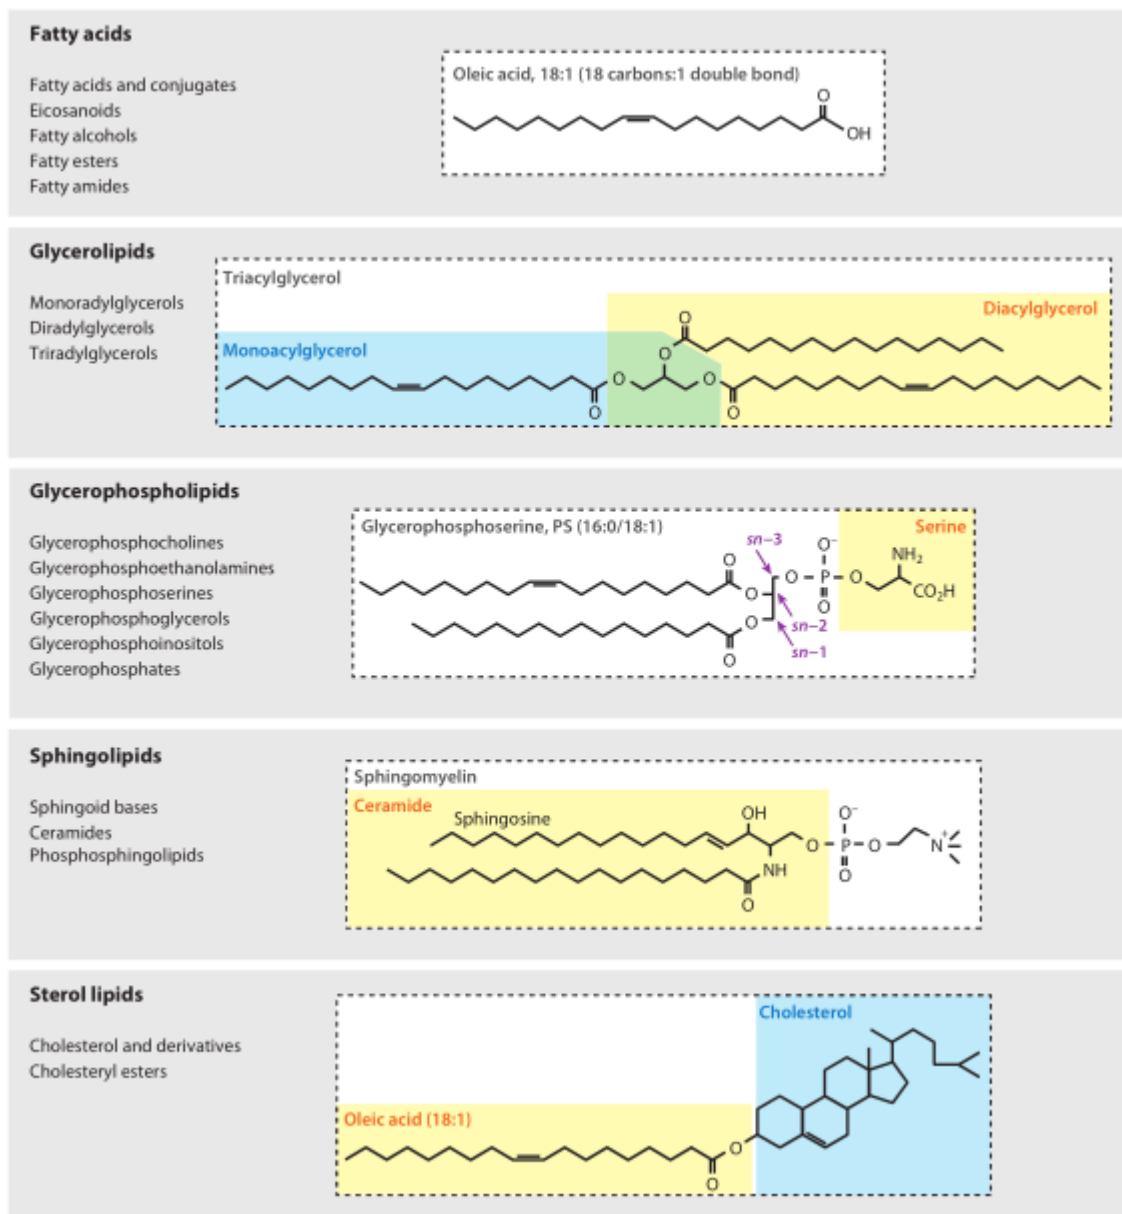 Fatty acids
Fatty acids and conjugates
Eicosanoids
Fatty alcohols
Fatty esters
Fatty amides
Oleic acid, 18:1 (18 carbons:1 double bond)
O
OH
Glycerolipids
Monoradylglycerols
Diradylglycerols
Triradylglycerols
Triacylglycerol
Diacylglycerol
Monoacylglycerol
O
O
O
O
O
O
Glycerophospholipids
Glycerophosphocholines
Glycerophosphoethanolamines
Glycerophosphoserines
Glycerophosphoglycerols
Glycerophosphoinositols
Glycerophosphates
Glycerophosphoserine, PS (16:0/18:1)
Serine
sn–3
O⁻
NH₂
O
O
P
O
O
CO₂H
O
O
sn–2
sn–1
O
Sphingolipids
Sphingoid bases
Ceramides
Phosphosphingolipids
Sphingomyelin
Ceramide
Sphingosine
OH
O⁻
O
P
O
N⁺
O
NH
O
Sterol lipids
Cholesterol and derivatives
Cholesteryl esters
Cholesterol
Oleic acid (18:1)
O
O